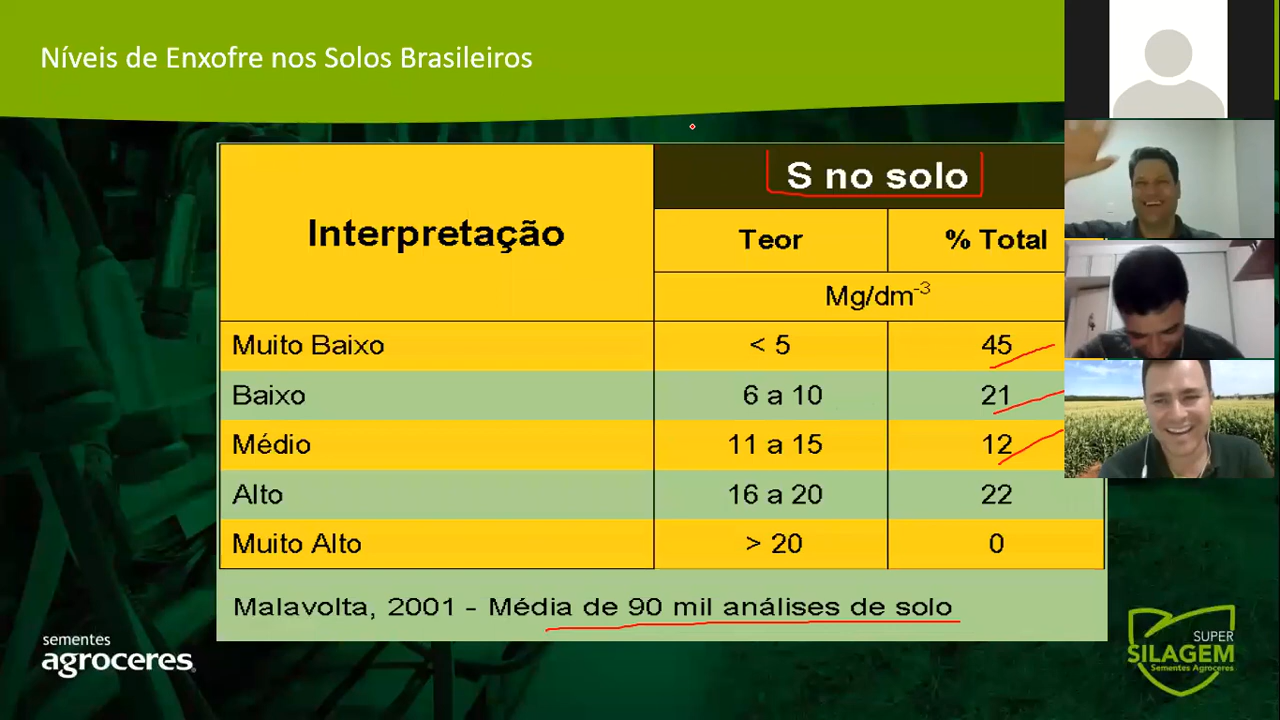 Níveis de Enxofre nos Solos Brasileiros
Interpretação
S no solo
Teor
% Total
Mg/dm-3
Muito Baixo < 5 45
Baixo 6 a 10 21
Médio 11 a 15 12
Alto 16 a 20 22
Muito Alto > 20 0
Malavolta, 2001 - Média de 90 mil análises de solo
sementes
agroceres
SUPER
SILAGEM
Sementes Agroceres